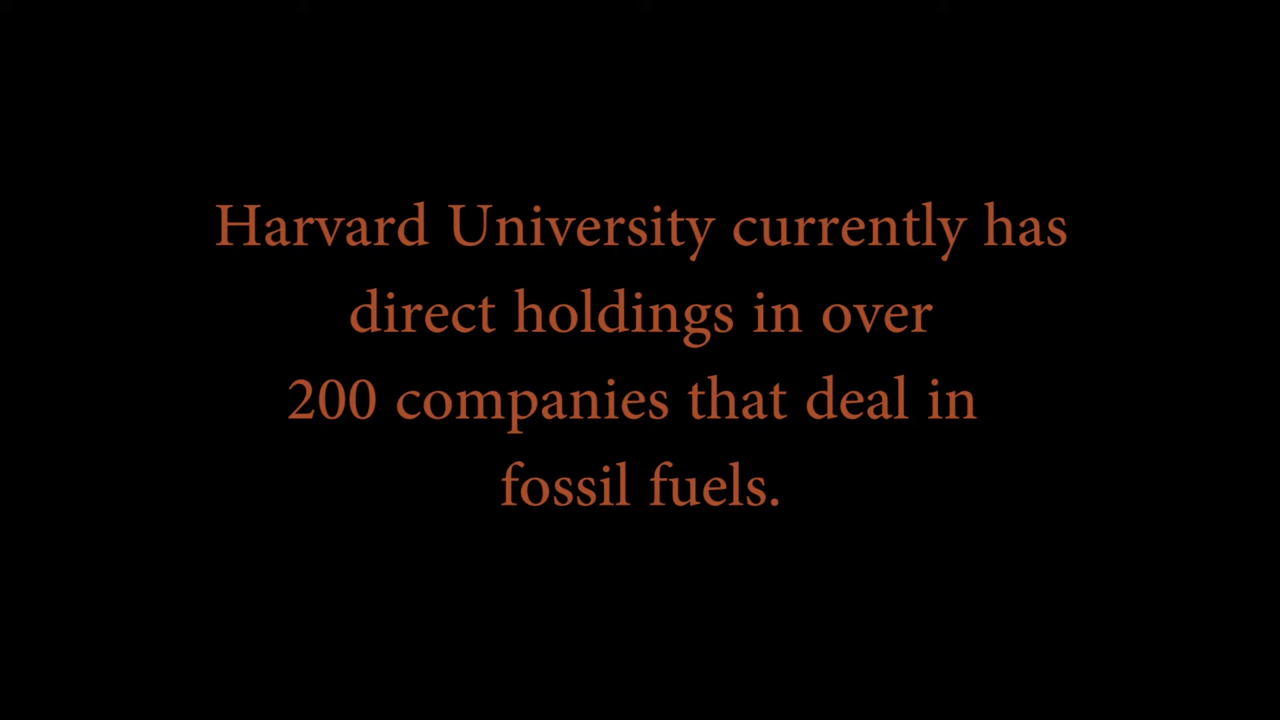 Harvard University currently has
direct holdings in over
200 companies that deal in
fossil fuels.